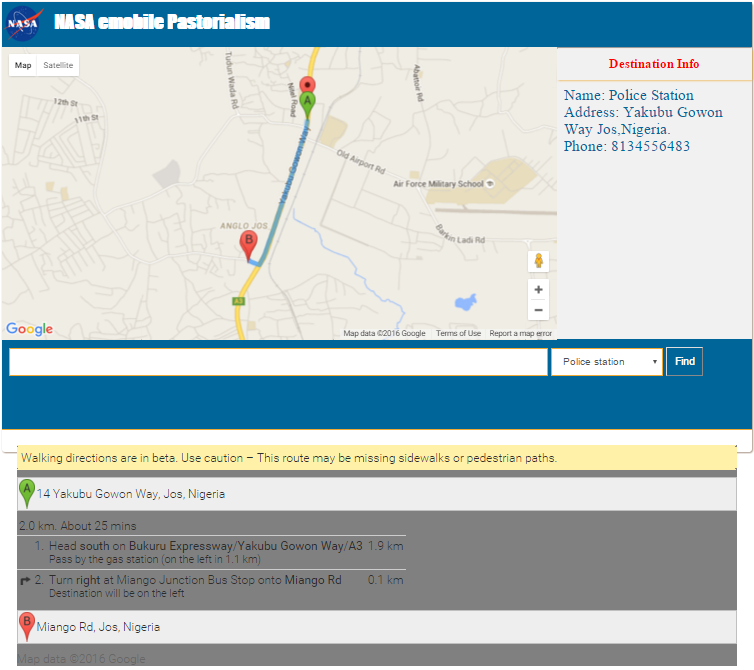 NASA
NASA emobile Pastorialism
Map
Satellite
12th St
11th St
Tudun Wada Rd
Niel Road
Abattoir Rd
A
Yakubu Gowon Way
Old Airport Rd
Air Force Military School
ANGLO JOS
B
Barkin Ladi Rd
A3
+
−
Google
Map data ©2016 Google
Terms of Use
Report a map error
Destination Info
Name: Police Station
Address: Yakubu Gowon
Way Jos,Nigeria.
Phone: 8134556483
Police station
Find
Walking directions are in beta. Use caution – This route may be missing sidewalks or pedestrian paths.
A 14 Yakubu Gowon Way, Jos, Nigeria
2.0 km. About 25 mins
1. Head south on Bukuru Expressway/Yakubu Gowon Way/A3 1.9 km
Pass by the gas station (on the left in 1.1 km)
2. Turn right at Miango Junction Bus Stop onto Miango Rd 0.1 km
Destination will be on the left
B Miango Rd, Jos, Nigeria
Map data ©2016 Google